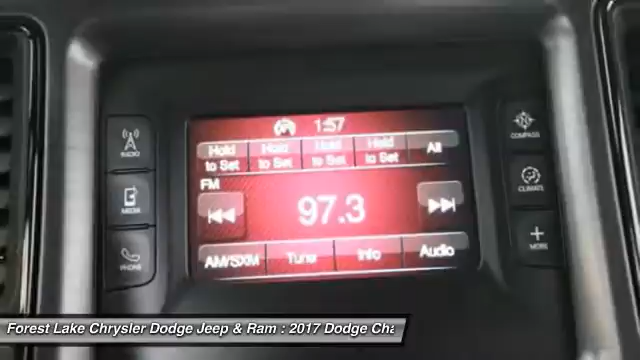 1:57
Hold to Set Hold to Set Hold to Set Hold to Set All
FM
97.3
AM/SXM Tune Info Audio
RADIO
MEDIA
PHONE
COMPASS
CLIMATE
MORE
Forest Lake Chrysler Dodge Jeep & Ram : 2017 Dodge Cha